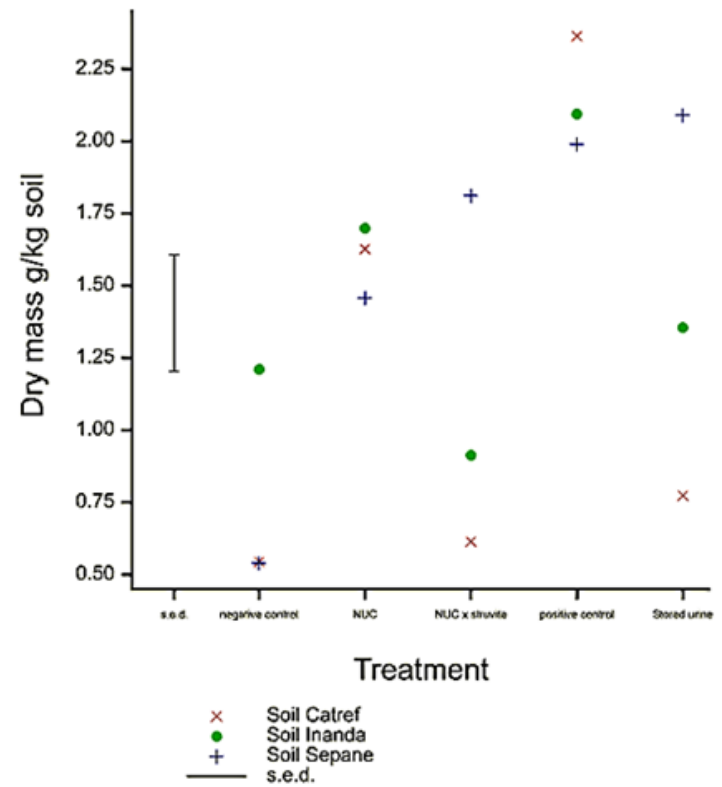 Dry mass g/kg soil
2.25
2.00
1.75
1.50
1.25
1.00
0.75
0.50
s.e.d. negative control NUC NUC x struvite positive control Stored urine
Treatment
Soil Catref
Soil Inanda
Soil Sepane
s.e.d.